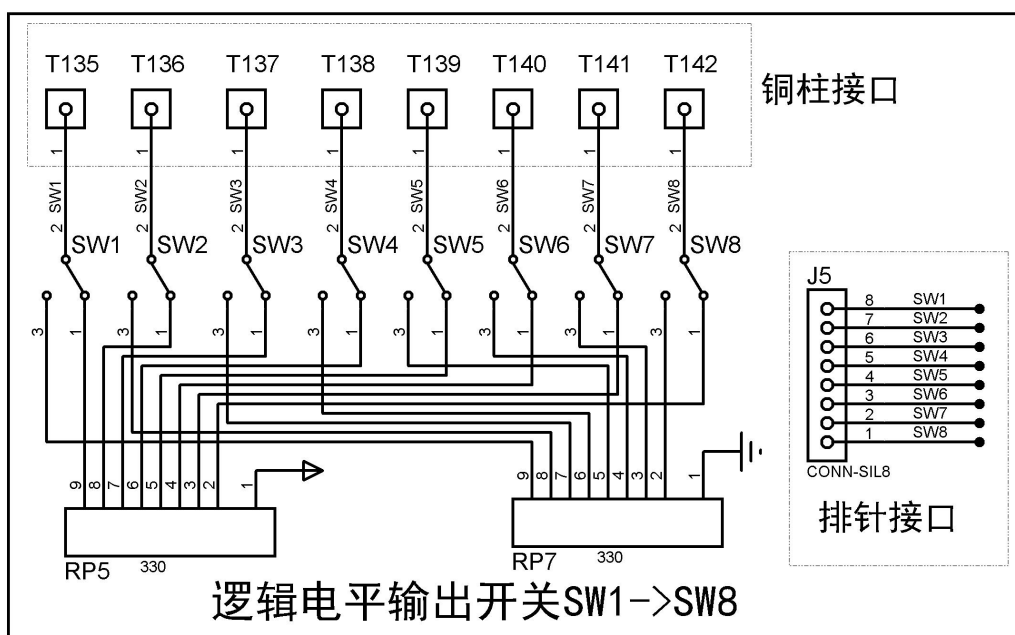 T135 T136 T137 T138 T139 T140 T141 T142
铜柱接口
1 1 1 1 1 1 1 1
SW1 SW2 SW3 SW4 SW5 SW6 SW7 SW8
2 2 2 2 2 2 2 2
SW1 SW2 SW3 SW4 SW5 SW6 SW7 SW8
3 1 3 1 3 1 3 1 3 1 3 1 3 1 3 1
J5
8 SW1
7 SW2
6 SW3
5 SW4
4 SW5
3 SW6
2 SW7
1 SW8
CONN-SIL8
排针接口
9 8 7 6 5 4 3 2 1
RP5 330
9 8 7 6 5 4 3 2 1
RP7 330
逻辑电平输出开关SW1->SW8